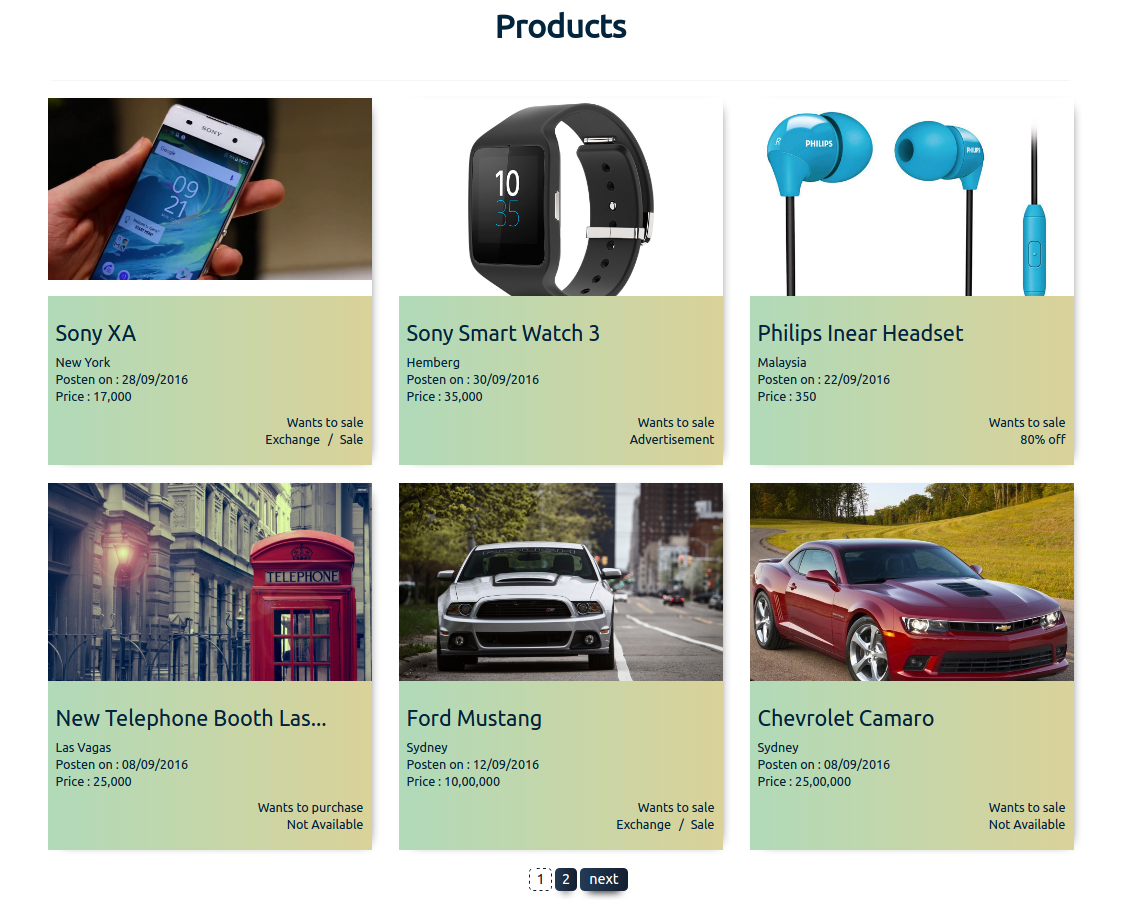 Products
SONY
Google
09
21
10
35
PHILIPS
PHILIPS
Sony XA
New York
Posten on : 28/09/2016
Price : 17,000
Wants to sale
Exchange / Sale
Sony Smart Watch 3
Hemberg
Posten on : 30/09/2016
Price : 35,000
Wants to sale
Advertisement
Philips Inear Headset
Malaysia
Posten on : 22/09/2016
Price : 350
Wants to sale
80% off
TELEPHONE
New Telephone Booth Las...
Las Vagas
Posten on : 08/09/2016
Price : 25,000
Wants to purchase
Not Available
Ford Mustang
Sydney
Posten on : 12/09/2016
Price : 10,00,000
Wants to sale
Exchange / Sale
Chevrolet Camaro
Sydney
Posten on : 08/09/2016
Price : 25,00,000
Wants to sale
Not Available
1 2 next